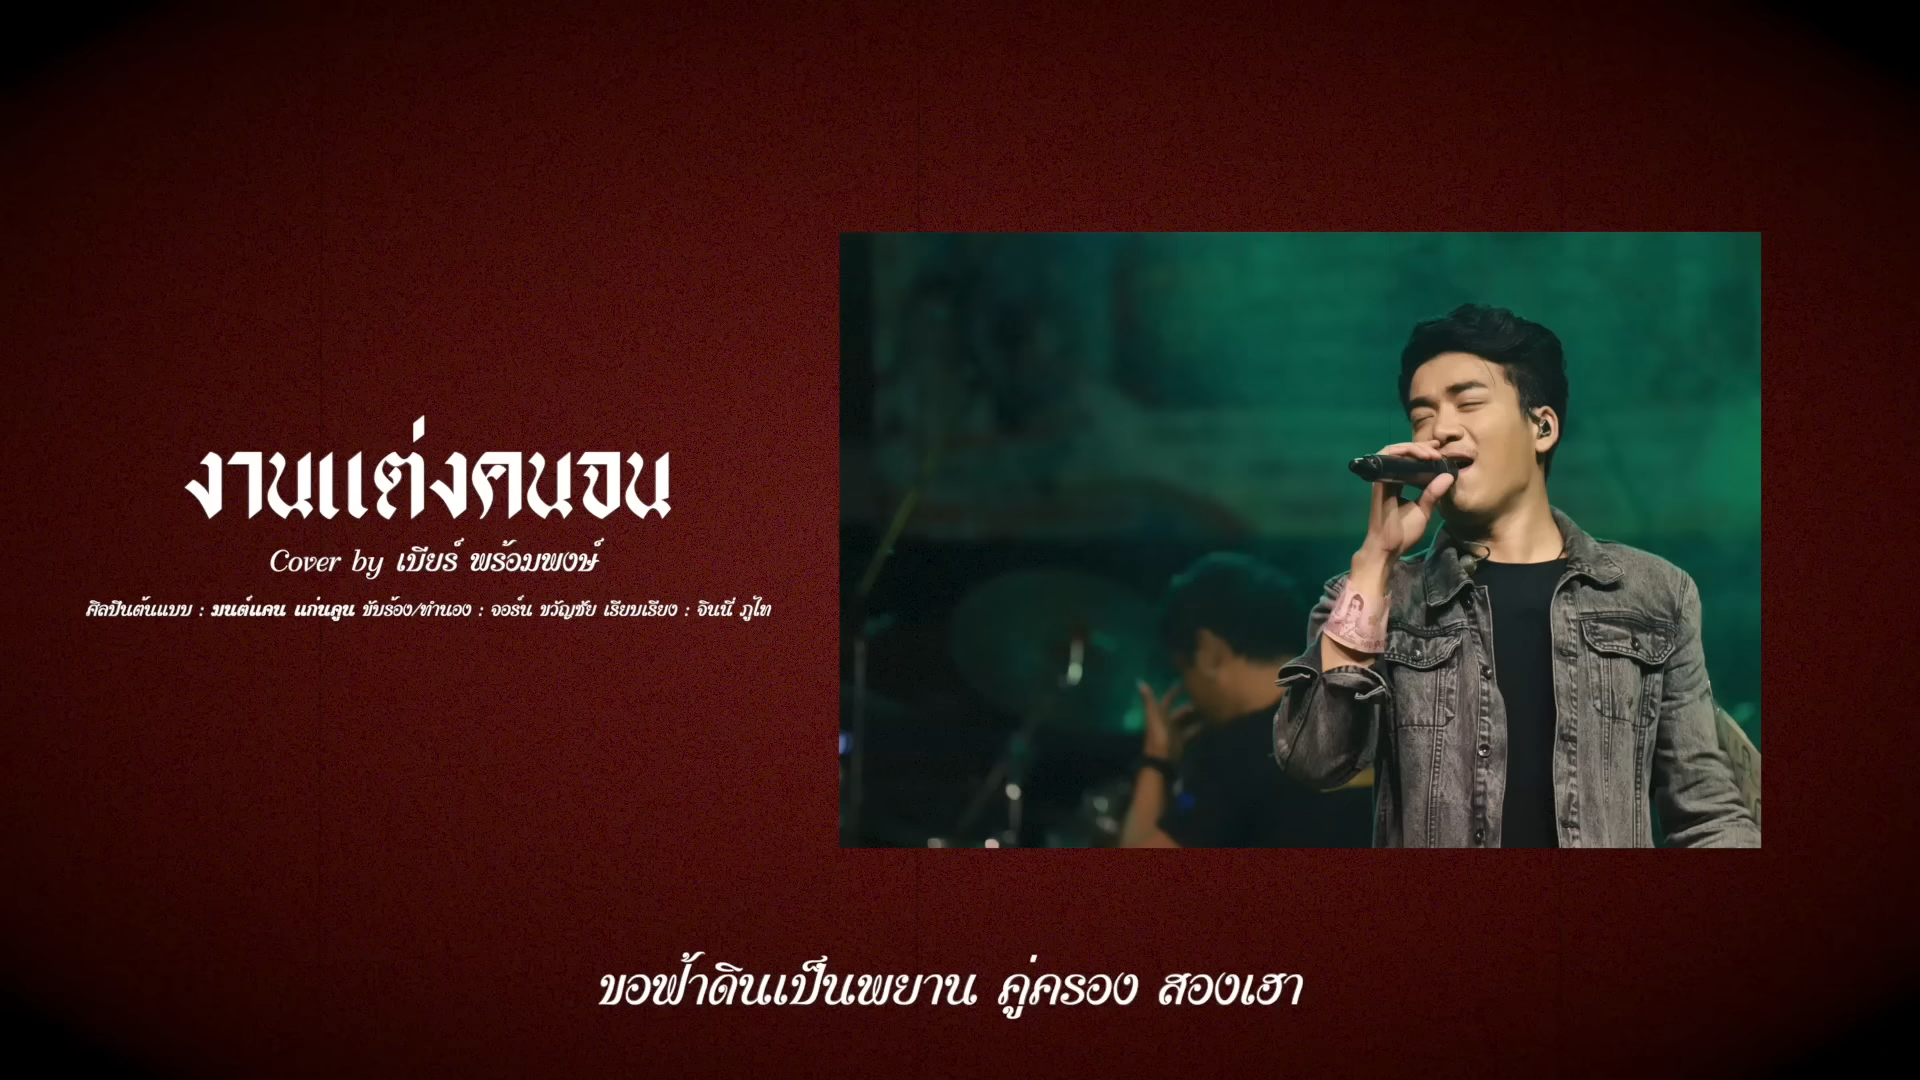 งานแต่งคนจน
Cover by เบียร์ พร้อมพงษ์
ศิลปินต้นแบบ : มนต์แคน แก่นคูน ขับร้อง/ทำนอง : จอร์น ขวัญชัย เรียบเรียง : จินนี่ ภูไท
ขอฟ้าดินเป็นพยาน คู่ครอง สองเฮา